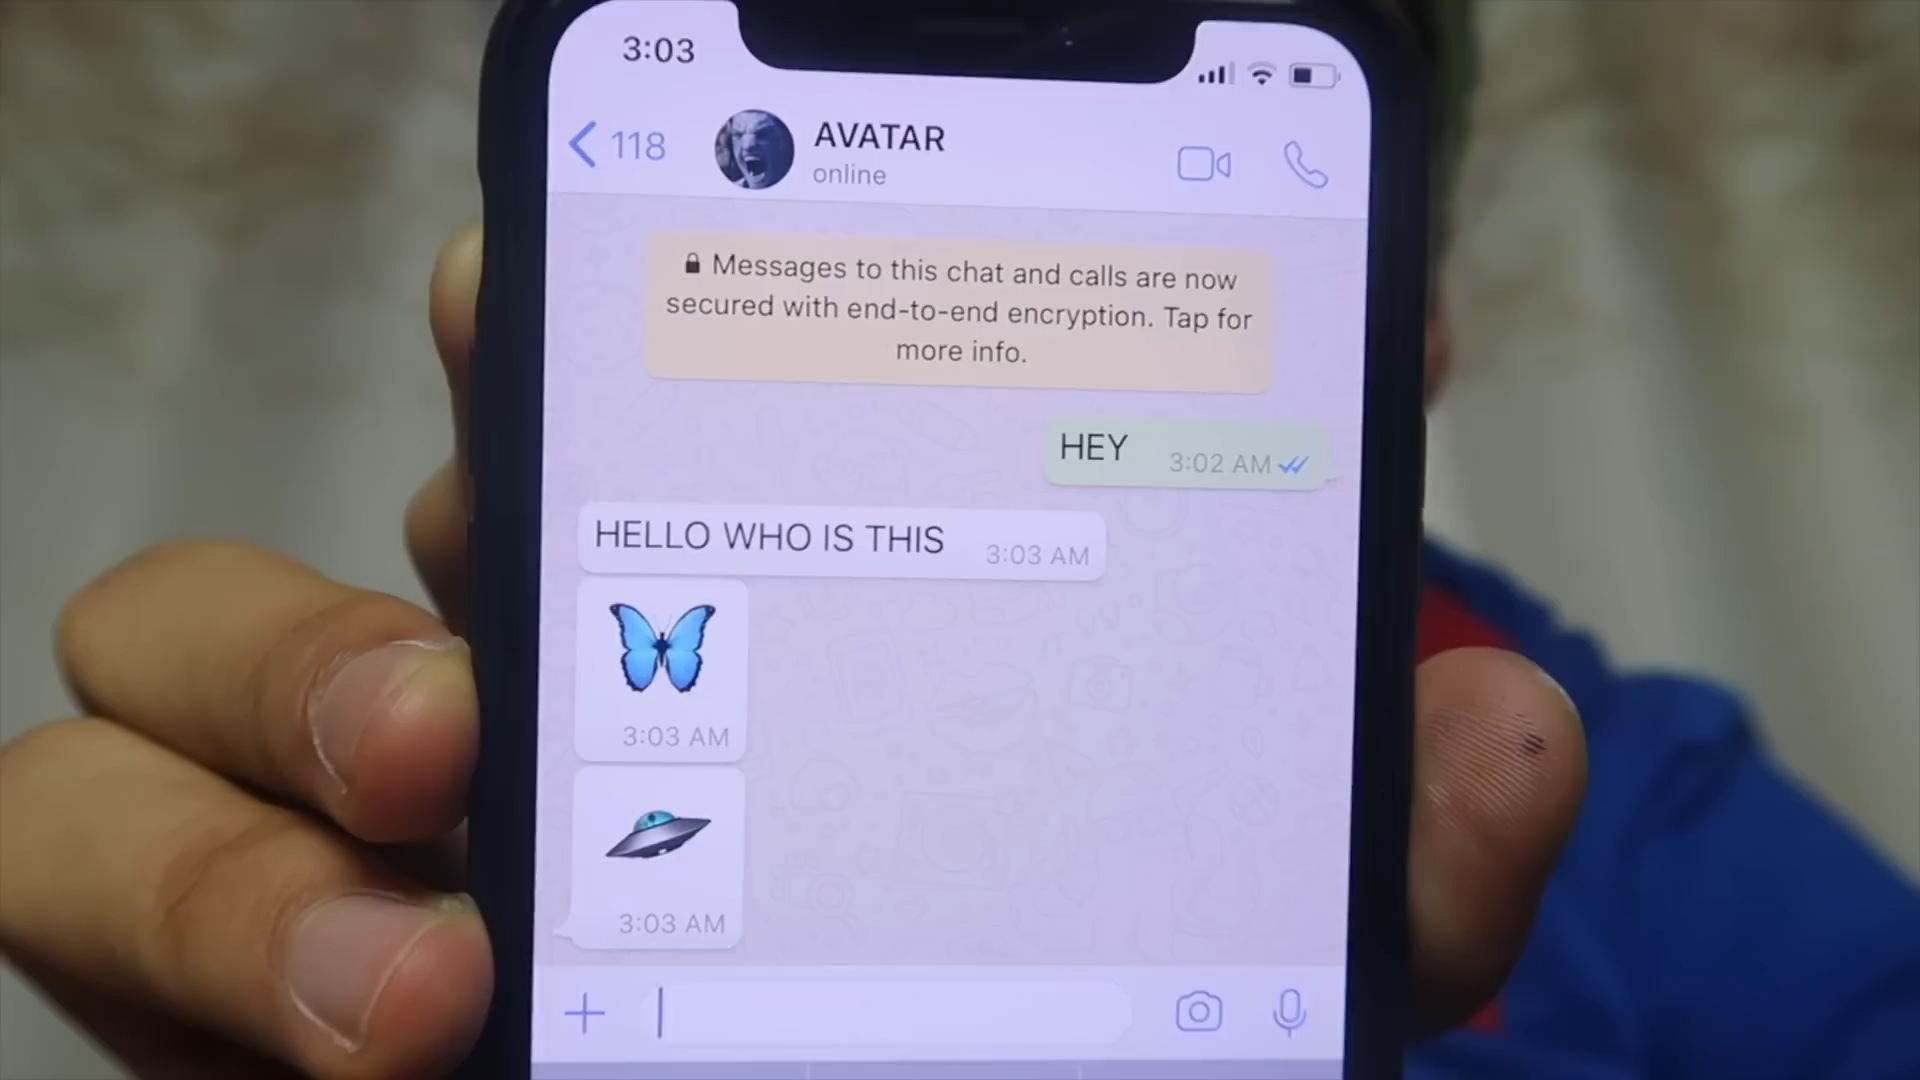 3:03
118
AVATAR
online
Messages to this chat and calls are now
secured with end-to-end encryption. Tap for
more info.
HEY 3:02 AM
HELLO WHO IS THIS 3:03 AM
3:03 AM
3:03 AM